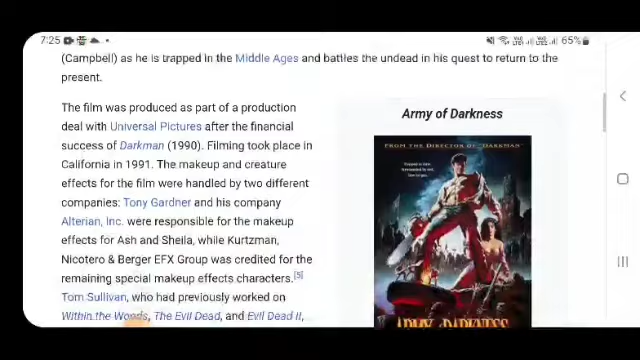 7:25
65%
(Campbell) as he is trapped in the Middle Ages and battles the undead in his quest to return to the
present.
The film was produced as part of a production
deal with Universal Pictures after the financial
success of Darkman (1990). Filming took place in
California in 1991. The makeup and creature
effects for the film were handled by two different
companies: Tony Gardner and his company
Alterian, Inc. were responsible for the makeup
effects for Ash and Sheila, while Kurtzman,
Nicotero & Berger EFX Group was credited for the
remaining special makeup effects characters.[5]
Tom Sullivan, who had previously worked on
Within the Woods, The Evil Dead, and Evil Dead II,
Army of Darkness
FROM THE DIRECTOR OF "DARKMAN"
ARMY of DARKNESS